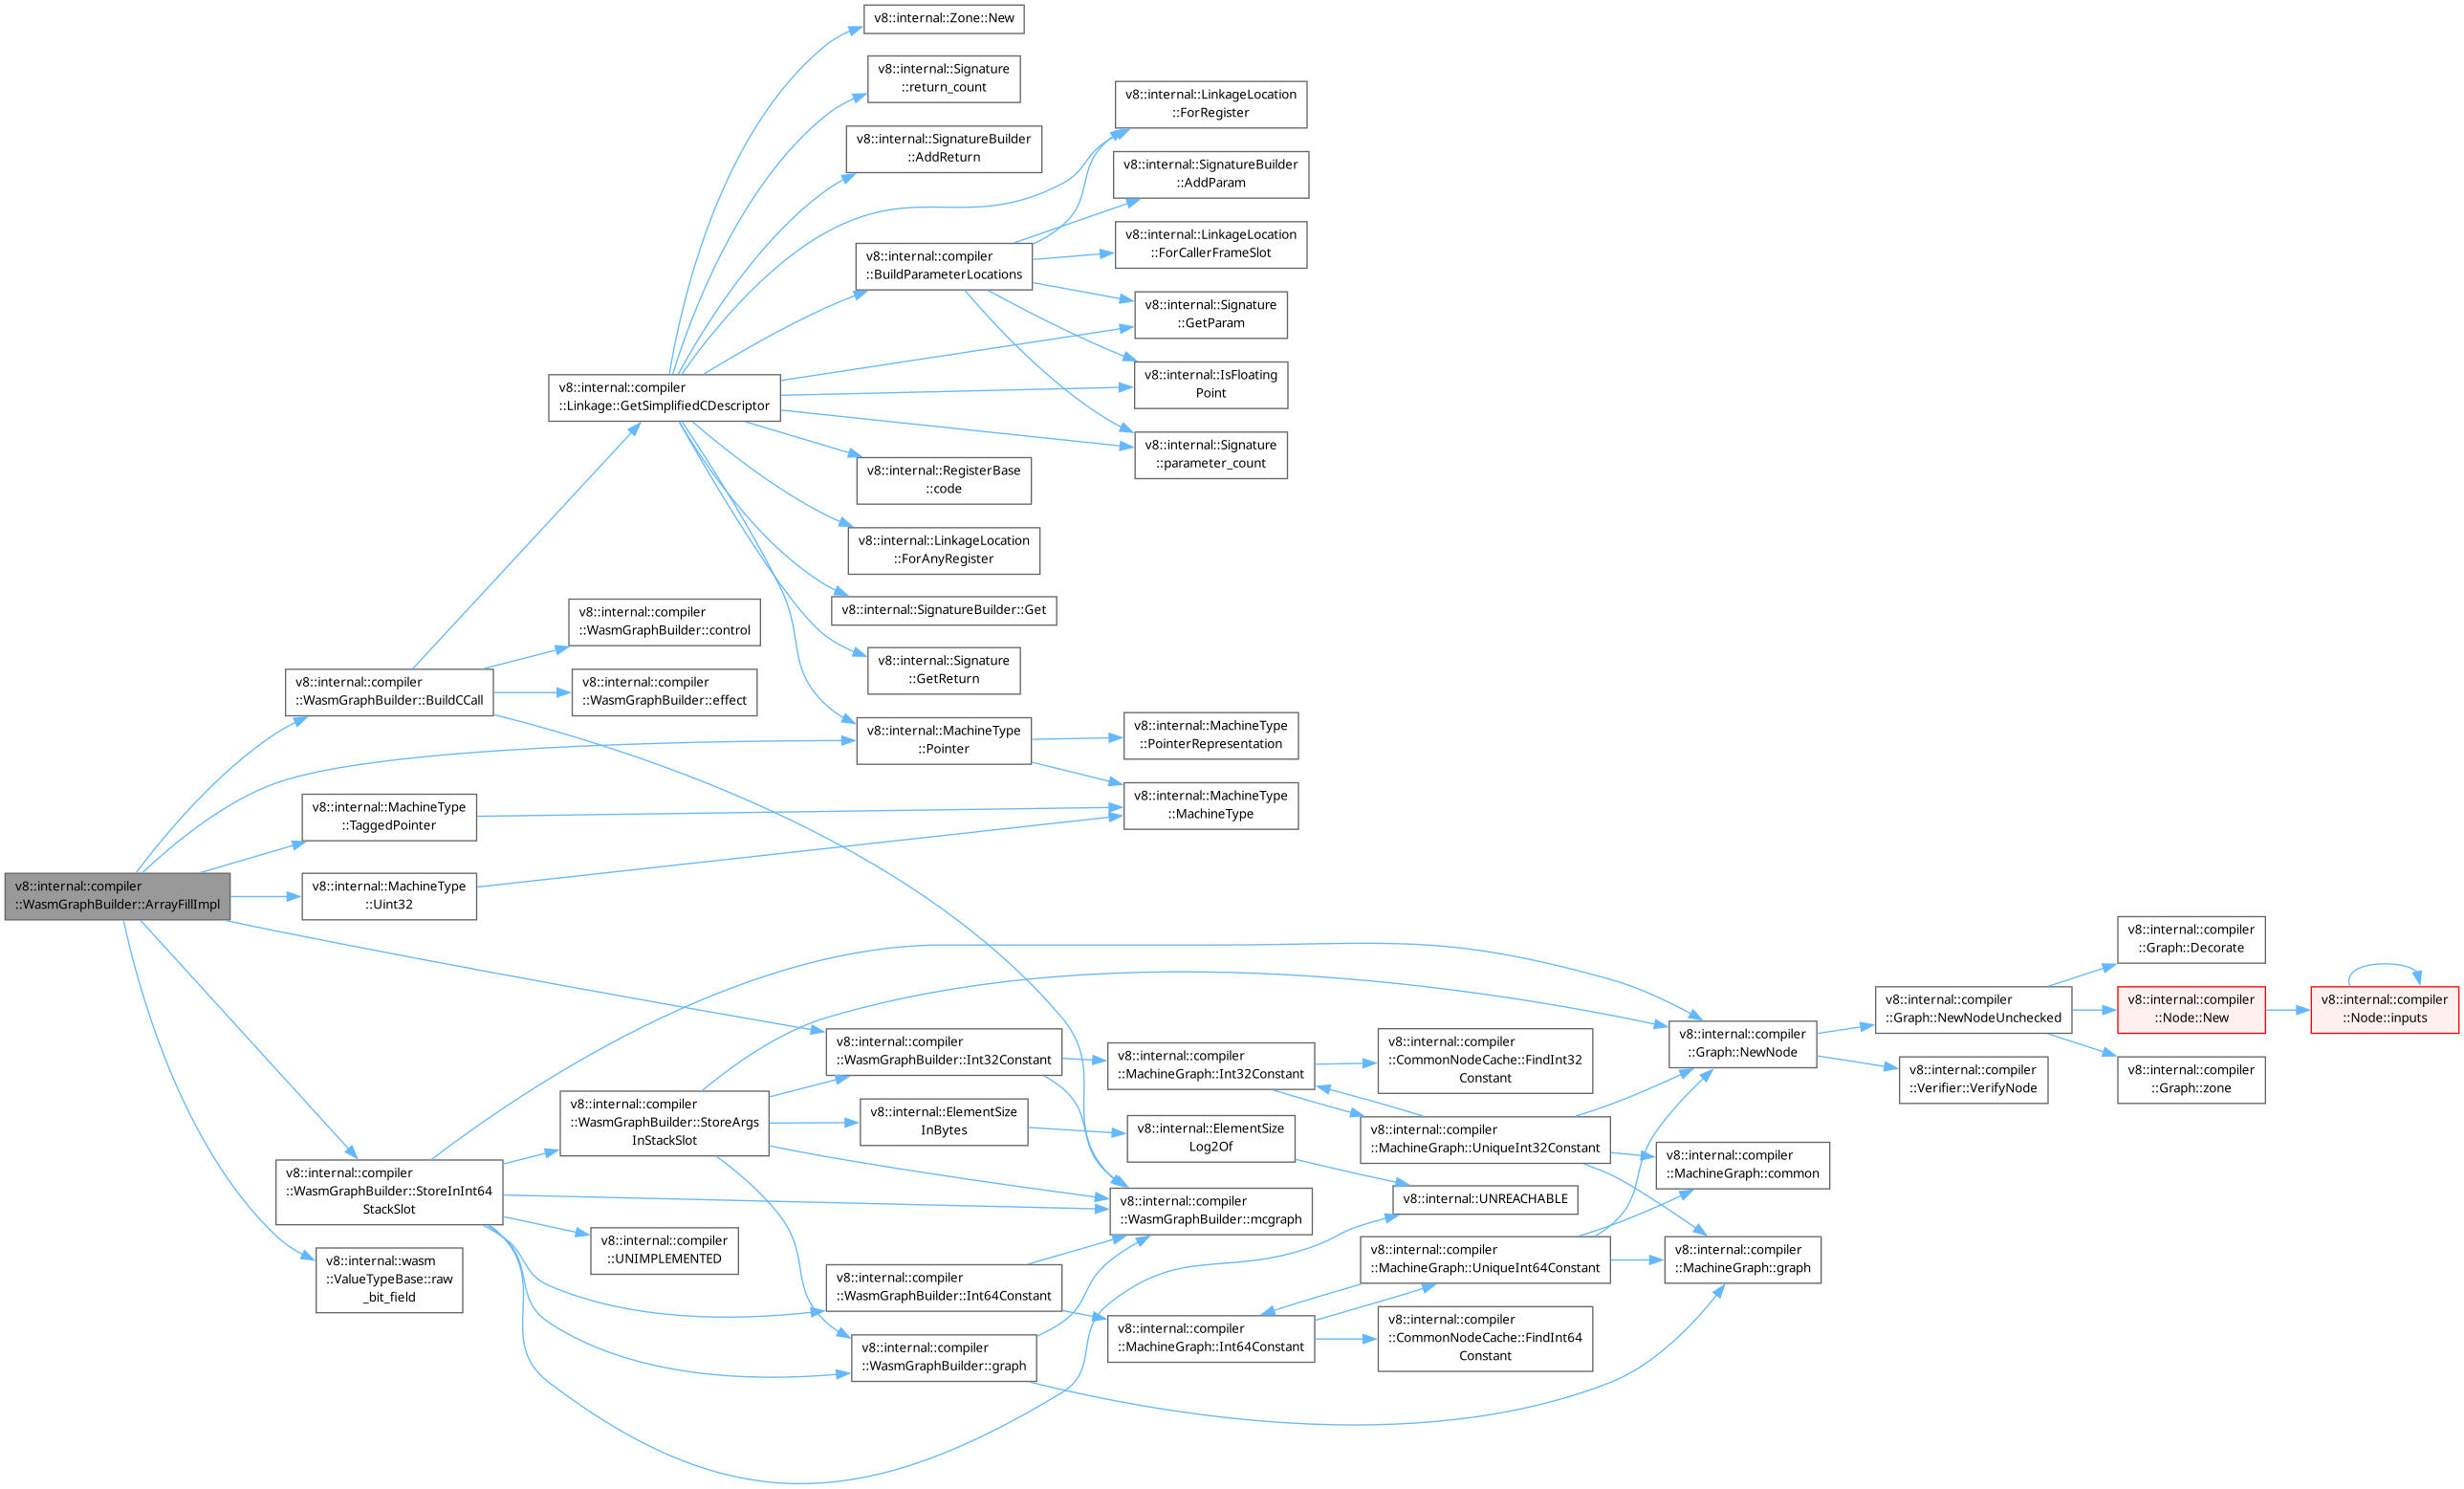 v8::internal::Zone::New
v8::internal::Signature
::return_count
v8::internal::LinkageLocation
::ForRegister
v8::internal::SignatureBuilder
::AddReturn
v8::internal::SignatureBuilder
::AddParam
v8::internal::LinkageLocation
::ForCallerFrameSlot
v8::internal::compiler
::BuildParameterLocations
v8::internal::Signature
::GetParam
v8::internal::IsFloating
Point
v8::internal::compiler
::Linkage::GetSimplifiedCDescriptor
v8::internal::Signature
::parameter_count
v8::internal::RegisterBase
::code
v8::internal::LinkageLocation
::ForAnyRegister
v8::internal::SignatureBuilder::Get
v8::internal::compiler
::WasmGraphBuilder::control
v8::internal::Signature
::GetReturn
v8::internal::compiler
::WasmGraphBuilder::BuildCCall
v8::internal::compiler
::WasmGraphBuilder::effect
v8::internal::MachineType
::Pointer
v8::internal::MachineType
::PointerRepresentation
v8::internal::MachineType
::MachineType
v8::internal::MachineType
::TaggedPointer
v8::internal::compiler
::WasmGraphBuilder::ArrayFillImpl
v8::internal::MachineType
::Uint32
v8::internal::compiler
::Graph::Decorate
v8::internal::compiler
::Graph::NewNodeUnchecked
v8::internal::compiler
::Node::New
v8::internal::compiler
::Node::inputs
v8::internal::compiler
::WasmGraphBuilder::Int32Constant
v8::internal::compiler
::MachineGraph::Int32Constant
v8::internal::compiler
::CommonNodeCache::FindInt32
Constant
v8::internal::compiler
::Graph::NewNode
v8::internal::compiler
::Verifier::VerifyNode
v8::internal::compiler
::Graph::zone
v8::internal::compiler
::WasmGraphBuilder::StoreArgs
InStackSlot
v8::internal::ElementSize
InBytes
v8::internal::ElementSize
Log2Of
v8::internal::compiler
::MachineGraph::UniqueInt32Constant
v8::internal::compiler
::MachineGraph::common
v8::internal::compiler
::WasmGraphBuilder::StoreInInt64
StackSlot
v8::internal::compiler
::WasmGraphBuilder::mcgraph
v8::internal::UNREACHABLE
v8::internal::compiler
::UNIMPLEMENTED
v8::internal::compiler
::MachineGraph::UniqueInt64Constant
v8::internal::compiler
::MachineGraph::graph
v8::internal::wasm
::ValueTypeBase::raw
_bit_field
v8::internal::compiler
::WasmGraphBuilder::Int64Constant
v8::internal::compiler
::MachineGraph::Int64Constant
v8::internal::compiler
::CommonNodeCache::FindInt64
Constant
v8::internal::compiler
::WasmGraphBuilder::graph